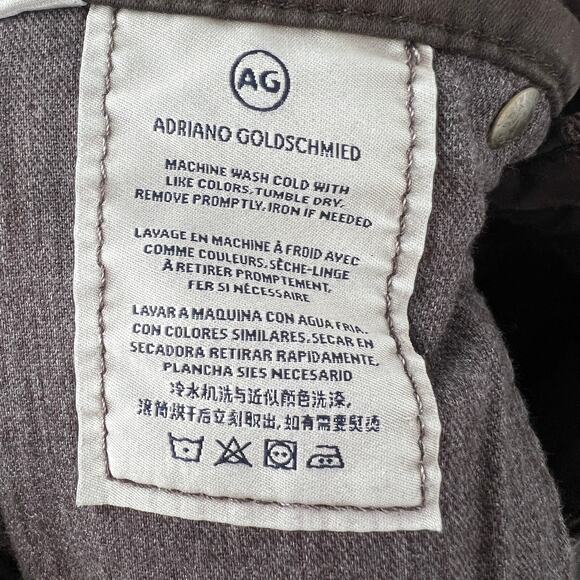 AG
ADRIANO GOLDSCHMIED
MACHINE WASH COLD WITH
LIKE COLORS, TUMBLE DRY.
REMOVE PROMPTLY, IRON IF NEEDED
LAVAGE EN MACHINE À FROID AVEC
COMME COULEURS, SÈCHE-LINGE
À RETIRER PROMPTEMENT,
FER SI NÉCESSAIRE
LAVAR A MAQUINA CON AGUA FRIA.
CON COLORES SIMILARES, SECAR EN
SECADORA RETIRAR RAPIDAMENTE,
PLANCHA SIES NECESARIO
冷水机洗与近似颜色洗涤,
滚筒烘干后立刻取出,如有需要熨烫